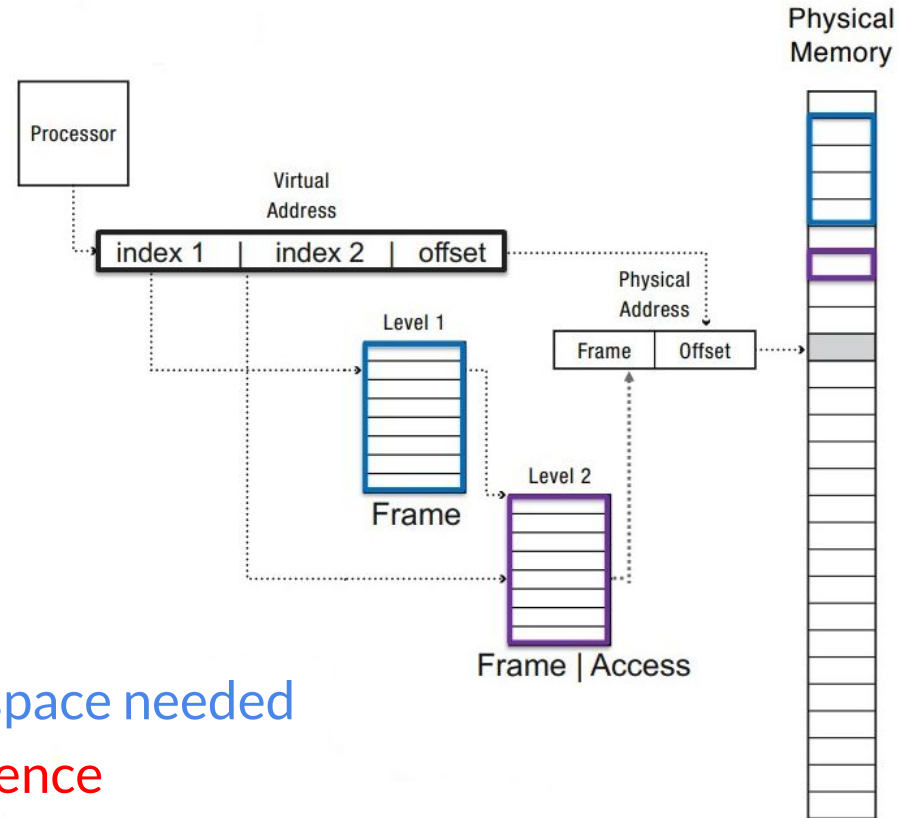 Physical
Memory
Processor
Virtual
Address
index 1 | index 2 | offset
Physical
Address
Level 1
Frame Offset
Frame
Level 2
Frame | Access
pace needed
ence